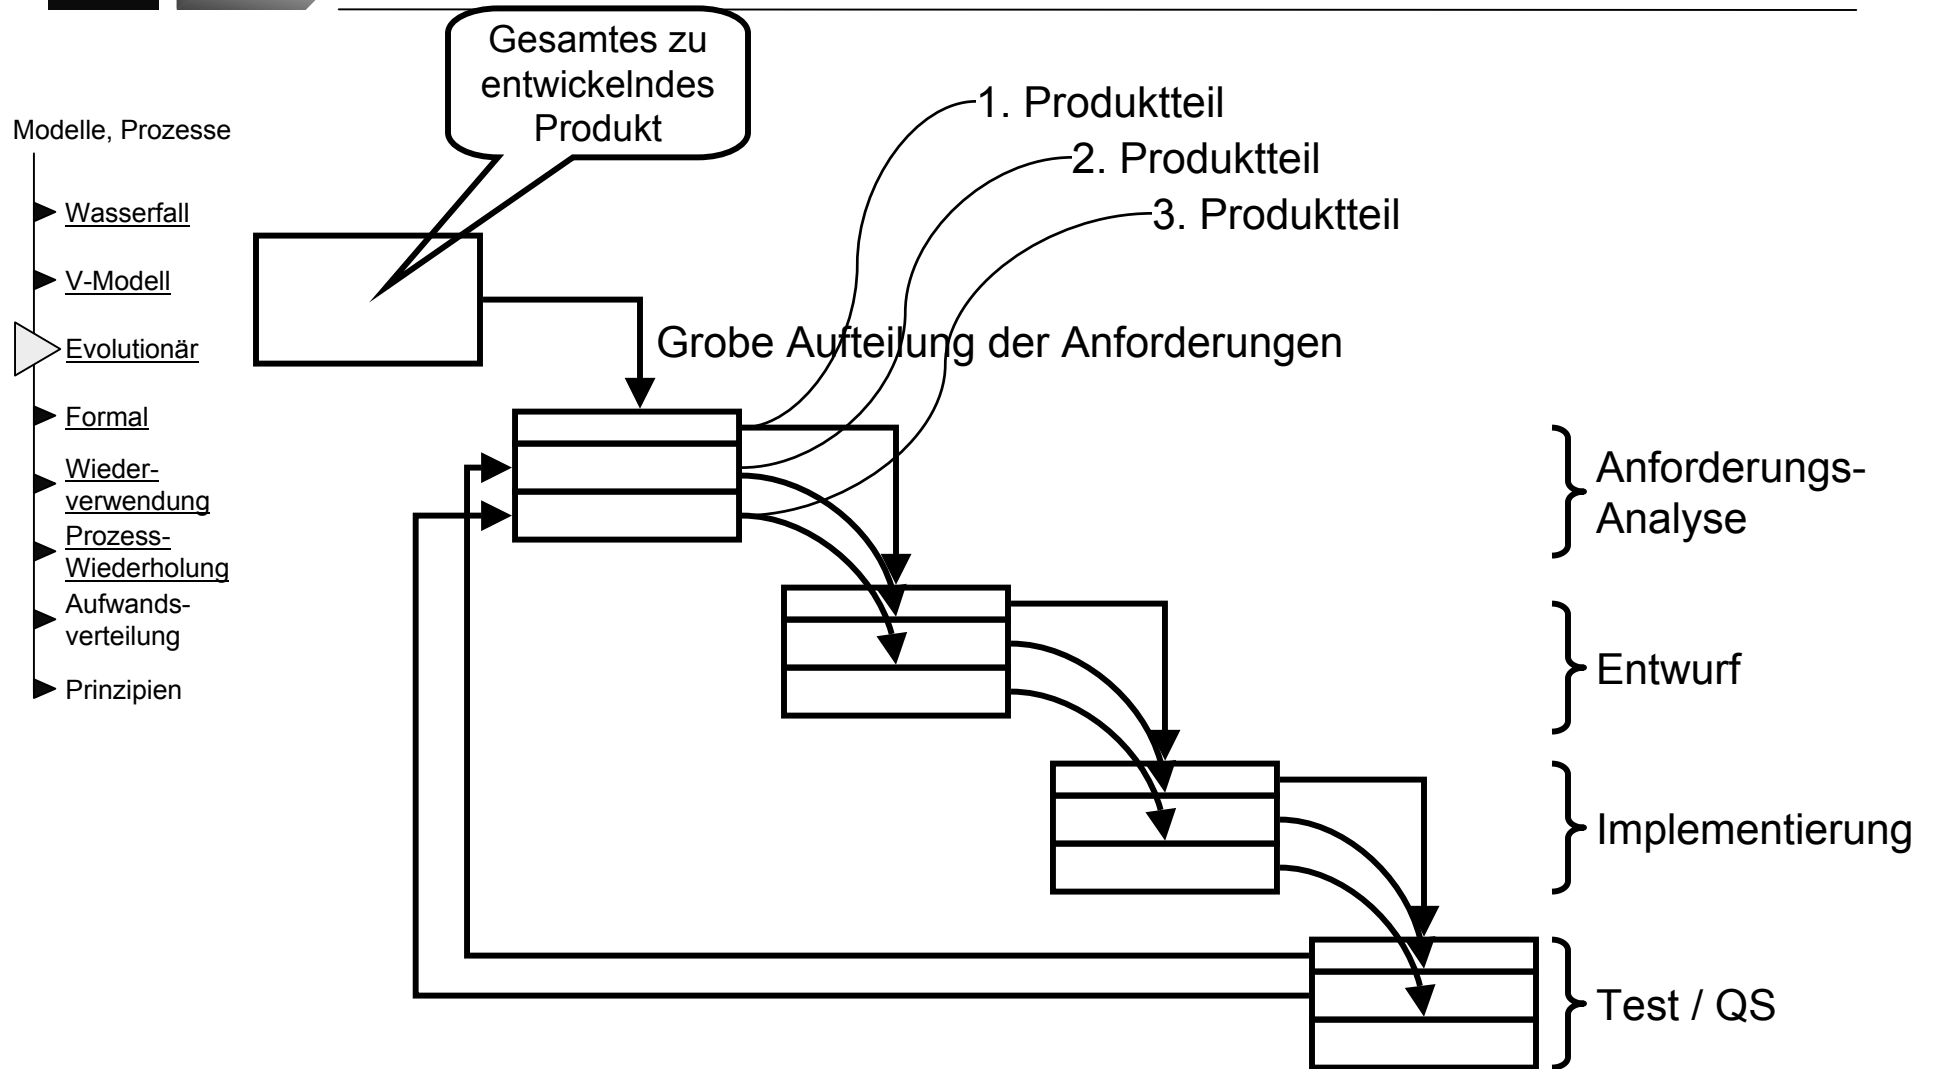 Gesamtes zu
entwickelndes
Produkt
Modelle, Prozesse
Wasserfall
V-Modell
Evolutionär
Formal
Wieder-
verwendung
Prozess-
Wiederholung
Aufwands-
verteilung
Prinzipien
1. Produktteil
2. Produktteil
3. Produktteil
Grobe Aufteilung der Anforderungen
Anforderungs-
Analyse
Entwurf
Implementierung
Test / QS